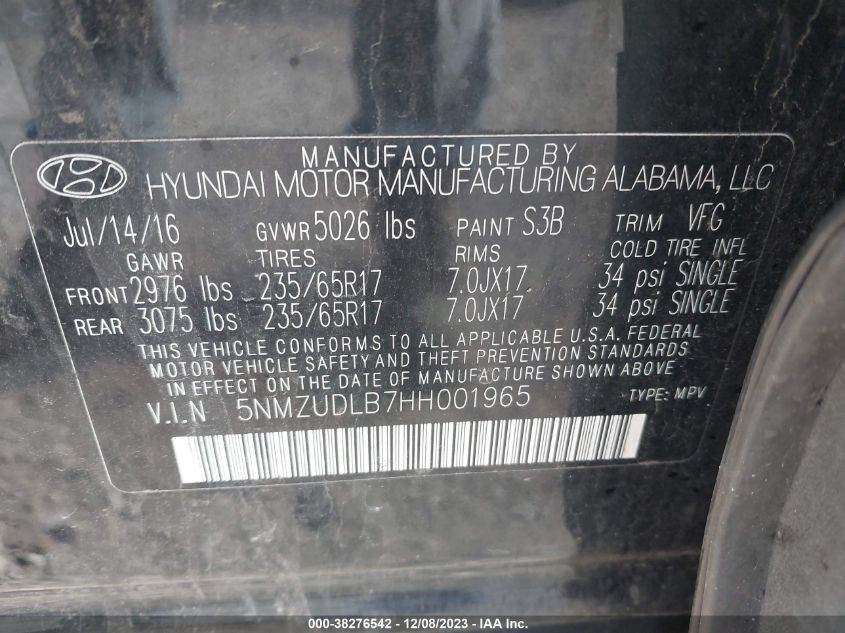 MANUFACTURED BY
HYUNDAI MOTOR MANUFACTURING ALABAMA, LLC
Jul/14/16 GVWR 5026 lbs PAINT S3B TRIM VFG
GAWR TIRES RIMS COLD TIRE INFL
FRONT 2976 lbs 235/65R17 7.0JX17 34 psi SINGLE
REAR 3075 lbs 235/65R17 7.0JX17 34 psi SINGLE
THIS VEHICLE CONFORMS TO ALL APPLICABLE U.S.A. FEDERAL
MOTOR VEHICLE SAFETY AND THEFT PREVENTION STANDARDS
IN EFFECT ON THE DATE OF MANUFACTURE SHOWN ABOVE
V.I.N 5NMZUDLB7HH001965 TYPE: MPV
000-38276542 - 12/08/2023 - IAA Inc.